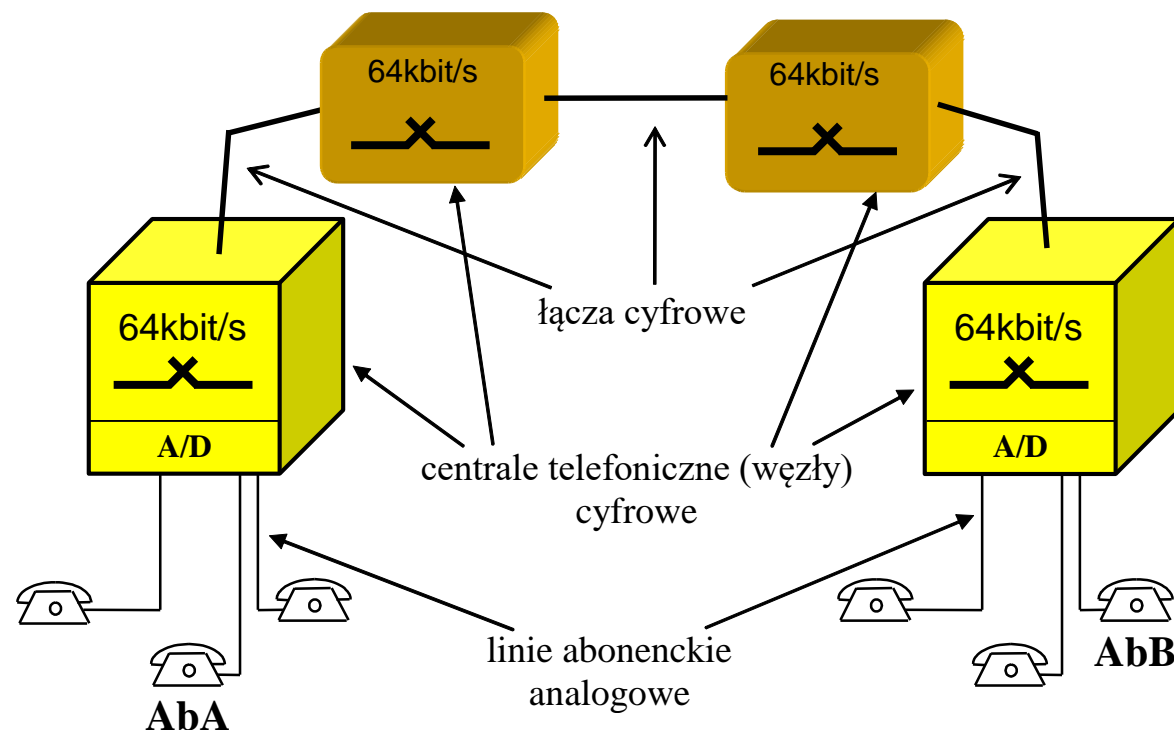 64kbit/s
64kbit/s
łącza cyfrowe
64kbit/s
64kbit/s
A/D
A/D
centrale telefoniczne (węzły)
cyfrowe
linie abonenckie
analogowe
AbA
AbB